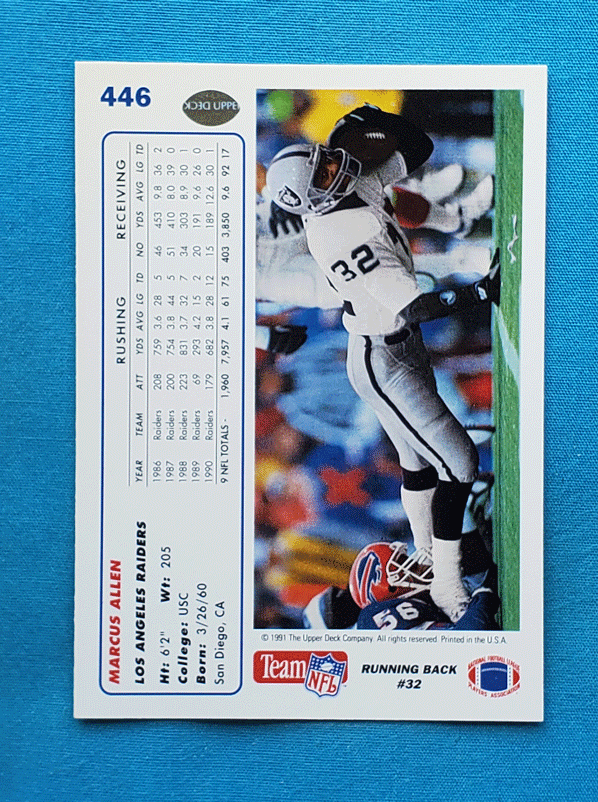 446
UPPER DECK
MARCUS ALLEN
LOS ANGELES RAIDERS
Ht: 6'2" Wt: 205
College: USC
Born: 3/26/60
San Diego, CA
RUSHING RECEIVING
YEAR TEAM ATT YDS AVG LG TD NO YDS AVG LG TD
1986 Raiders 208 759 3.6 28 5 46 453 9.8 36 2
1987 Raiders 200 754 3.8 44 5 51 410 8.0 39 0
1988 Raiders 223 831 3.7 32 7 34 303 8.9 30 1
1989 Raiders 69 293 4.2 15 2 20 191 9.6 26 0
1990 Raiders 179 682 3.8 28 12 15 189 12.6 30 1
9 NFL TOTALS - 1,960 7,957 4.1 61 75 403 3,850 9.6 92 17
32
56
© 1991 The Upper Deck Company. All rights reserved. Printed in the U.S.A.
Team
NFL
RUNNING BACK
#32
NATIONAL FOOTBALL LEAGUE
PLAYERS ASSOCIATION